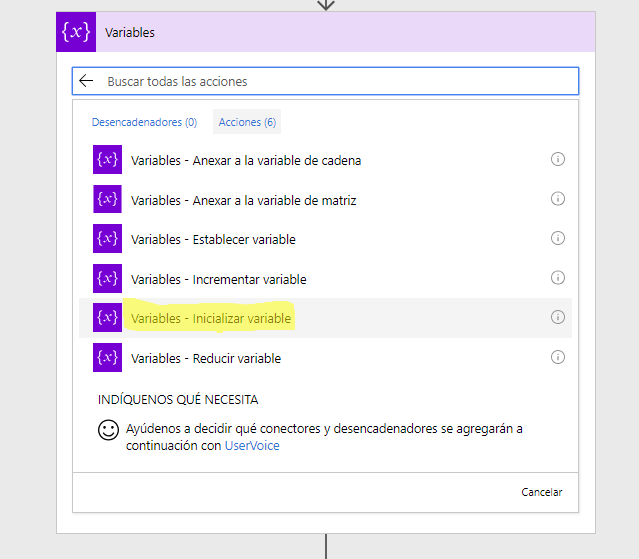 {x} Variables
Buscar todas las acciones
Desencadenadores (0) Acciones (6)
{x} Variables - Anexar a la variable de cadena
{x} Variables - Anexar a la variable de matriz
{x} Variables - Establecer variable
{x} Variables - Incrementar variable
{x} Variables - Inicializar variable
{x} Variables - Reducir variable
INDÍQUENOS QUÉ NECESITA
Ayúdenos a decidir qué conectores y desencadenadores se agregarán a
continuación con UserVoice
Cancelar